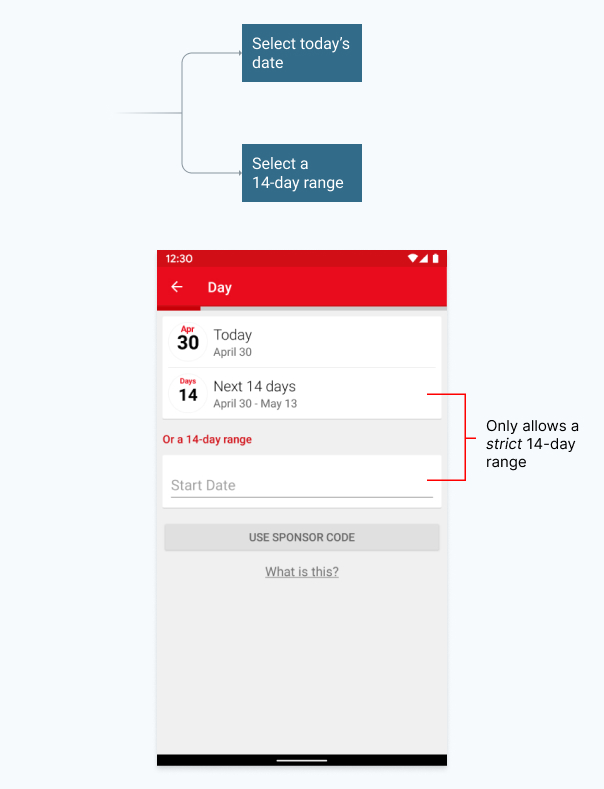 Select today's
date
Select a
14-day range
12:30
Day
Apr
30
Today
April 30
Days
14
Next 14 days
April 30 - May 13
Or a 14-day range
Start Date
USE SPONSOR CODE
What is this?
Only allows a
strict 14-day
range